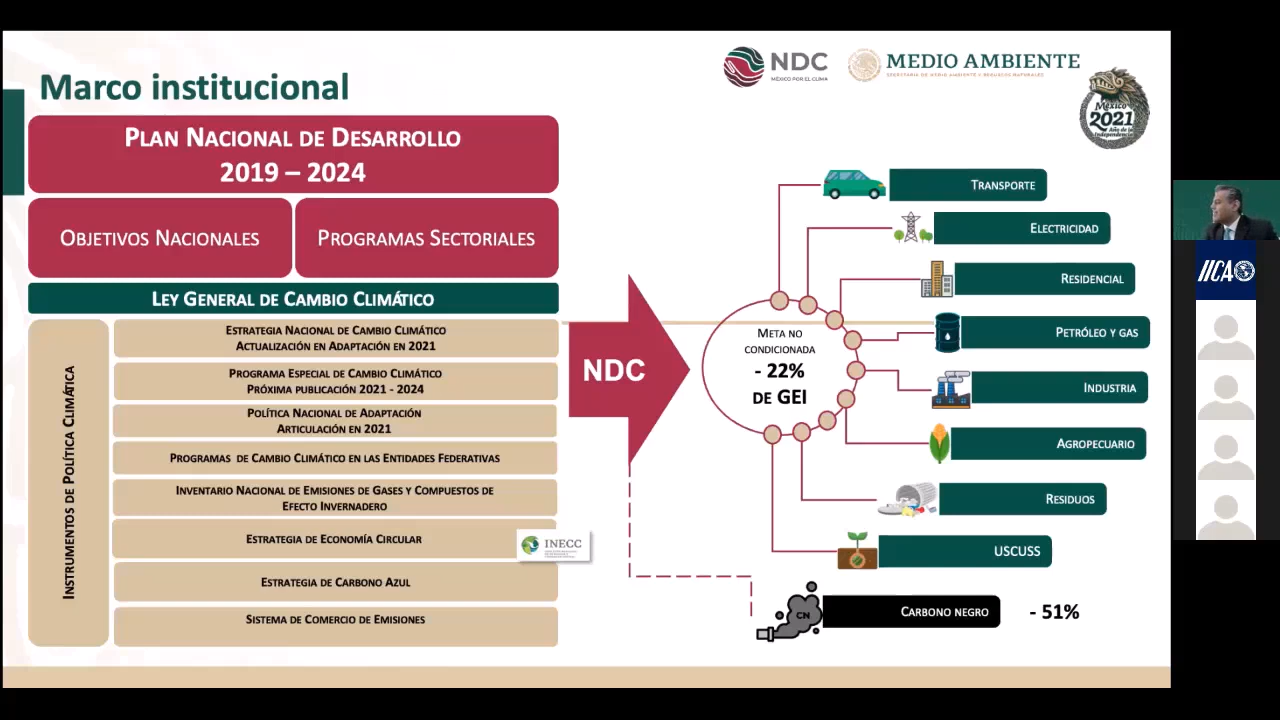 Marco institucional
NDC
MÉXICO POR EL CLIMA
MEDIO AMBIENTE
SECRETARÍA DE MEDIO AMBIENTE Y RECURSOS NATURALES
México
2021
Año de la
Independencia
PLAN NACIONAL DE DESARROLLO
2019 – 2024
OBJETIVOS NACIONALES
PROGRAMAS SECTORIALES
LEY GENERAL DE CAMBIO CLIMÁTICO
INSTRUMENTOS DE POLÍTICA CLIMÁTICA
ESTRATEGIA NACIONAL DE CAMBIO CLIMÁTICO
ACTUALIZACIÓN EN ADAPTACIÓN EN 2021
PROGRAMA ESPECIAL DE CAMBIO CLIMÁTICO
PRÓXIMA PUBLICACIÓN 2021 - 2024
POLÍTICA NACIONAL DE ADAPTACIÓN
ARTICULACIÓN EN 2021
PROGRAMAS DE CAMBIO CLIMÁTICO EN LAS ENTIDADES FEDERATIVAS
INVENTARIO NACIONAL DE EMISIONES DE GASES Y COMPUESTOS DE
EFECTO INVERNADERO
ESTRATEGIA DE ECONOMÍA CIRCULAR
INECC
ESTRATEGIA DE CARBONO AZUL
SISTEMA DE COMERCIO DE EMISIONES
NDC
META NO
CONDICIONADA
- 22%
DE GEI
TRANSPORTE
ELECTRICIDAD
RESIDENCIAL
PETRÓLEO Y GAS
INDUSTRIA
AGROPECUARIO
RESIDUOS
USCUSS
CN
CARBONO NEGRO
- 51%
IICA